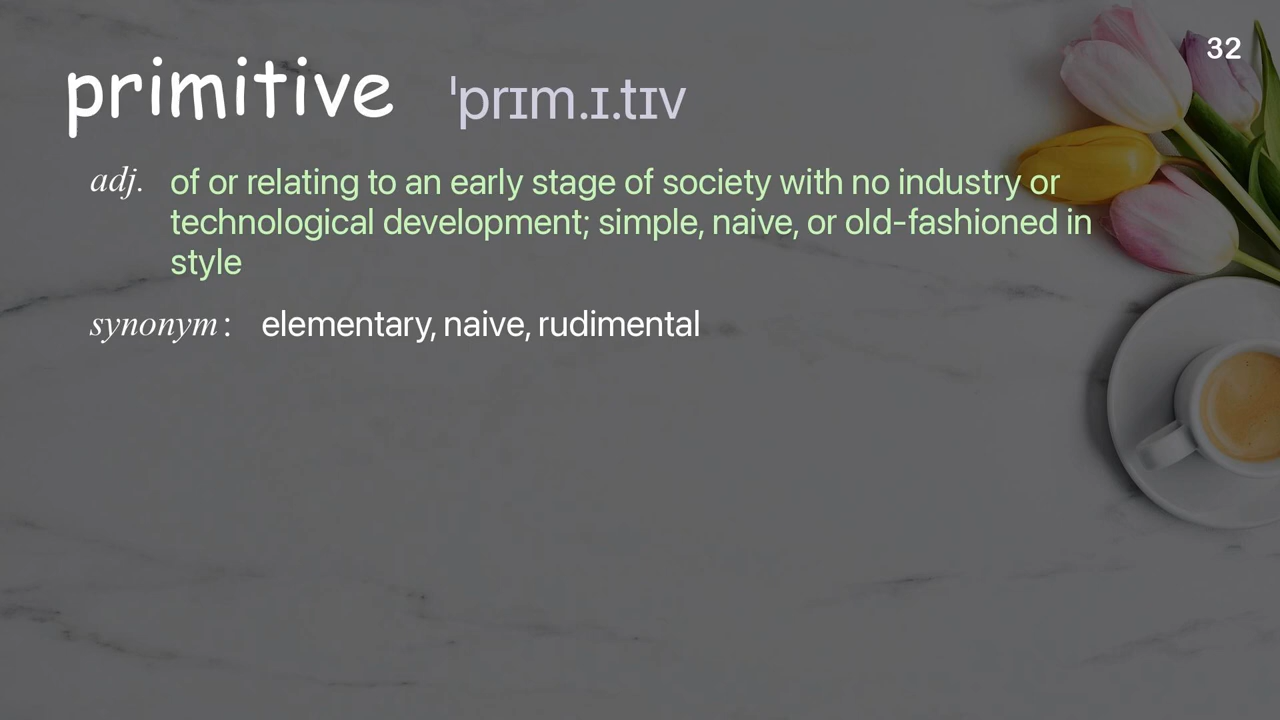 32
primitive ˈprɪm.ɪ.tɪv
adj. of or relating to an early stage of society with no industry or
technological development; simple, naive, or old-fashioned in
style
synonym: elementary, naive, rudimental